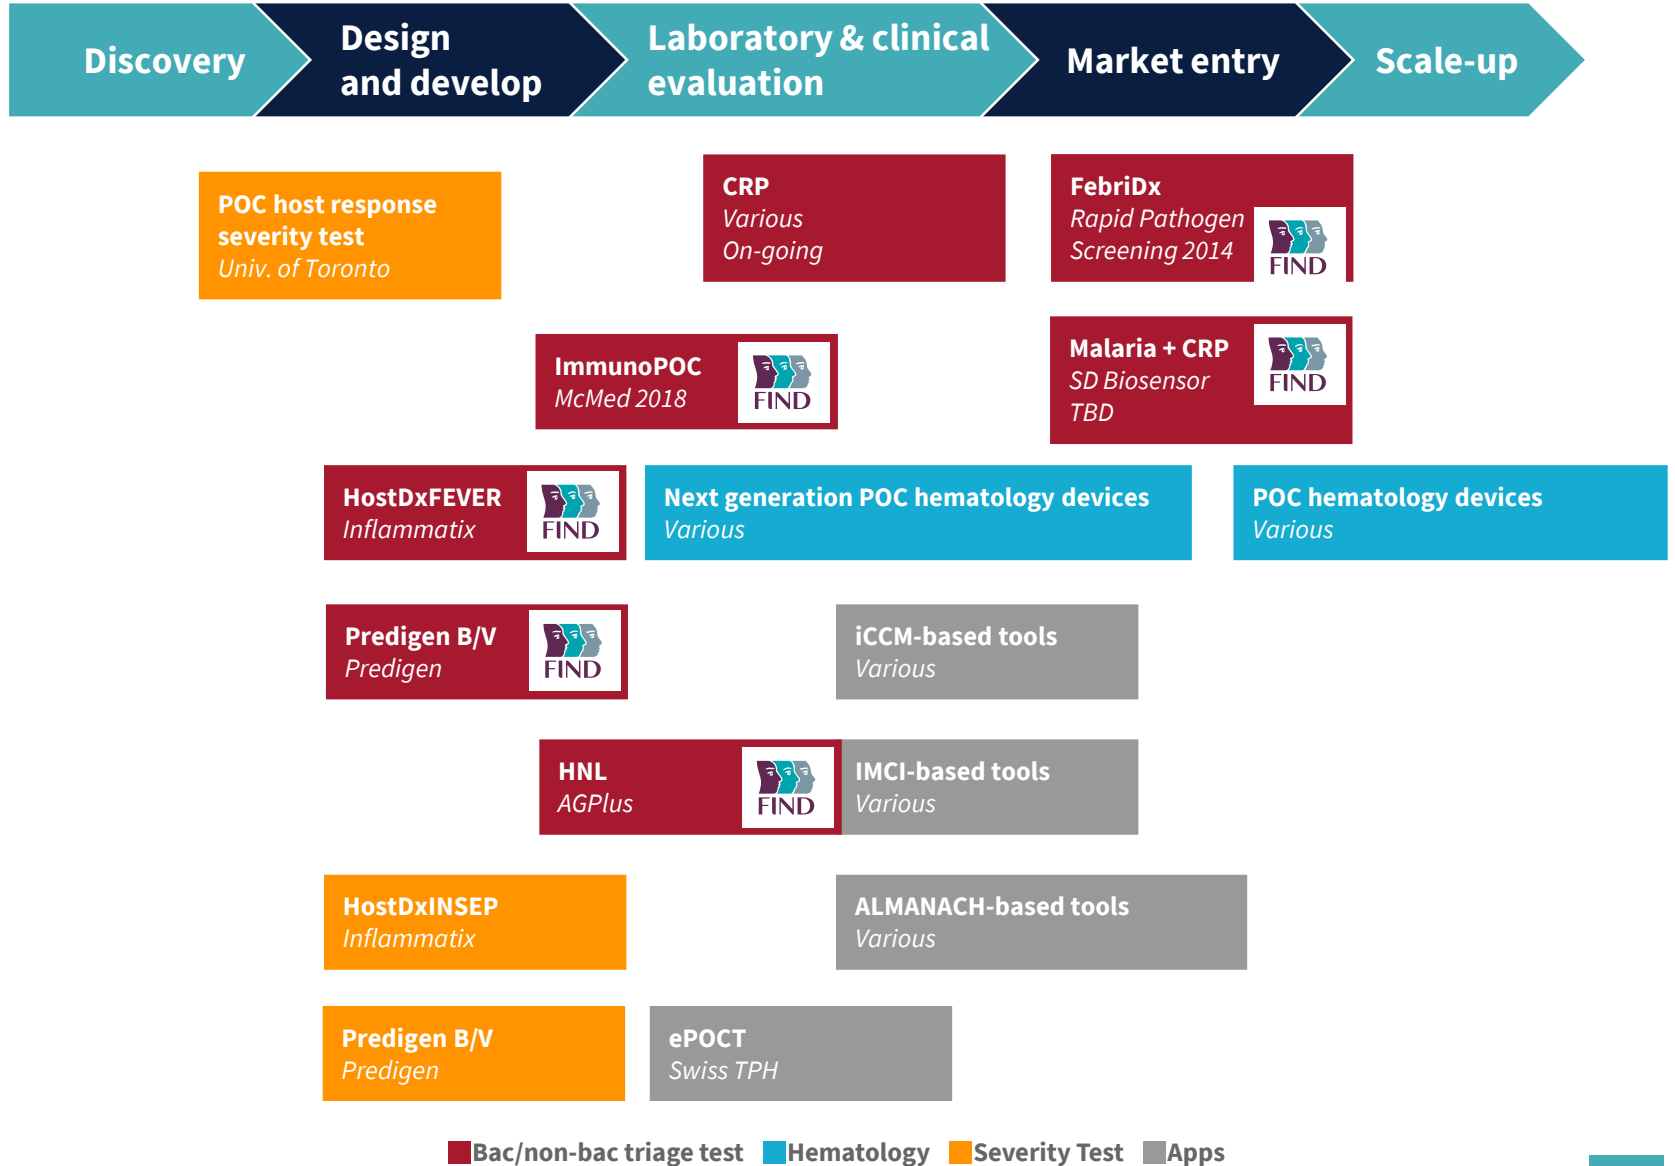 Discovery
Design
and develop
Laboratory & clinical
evaluation
Market entry
Scale-up
POC host response
severity test
Univ. of Toronto
CRP
Various
On-going
FebriDx
Rapid Pathogen
Screening 2014
FIND
ImmunoPOC
McMed 2018
FIND
Malaria + CRP
SD Biosensor
TBD
FIND
HostDxFEVER
Inflammatix
FIND
Next generation POC hematology devices
Various
POC hematology devices
Various
Predigen B/V
Predigen
FIND
iCCM-based tools
Various
HNL
AGPlus
FIND
IMCI-based tools
Various
HostDxINSEP
Inflammatix
ALMANACH-based tools
Various
Predigen B/V
Predigen
ePOCT
Swiss TPH
Bac/non-bac triage test
Hematology
Severity Test
Apps